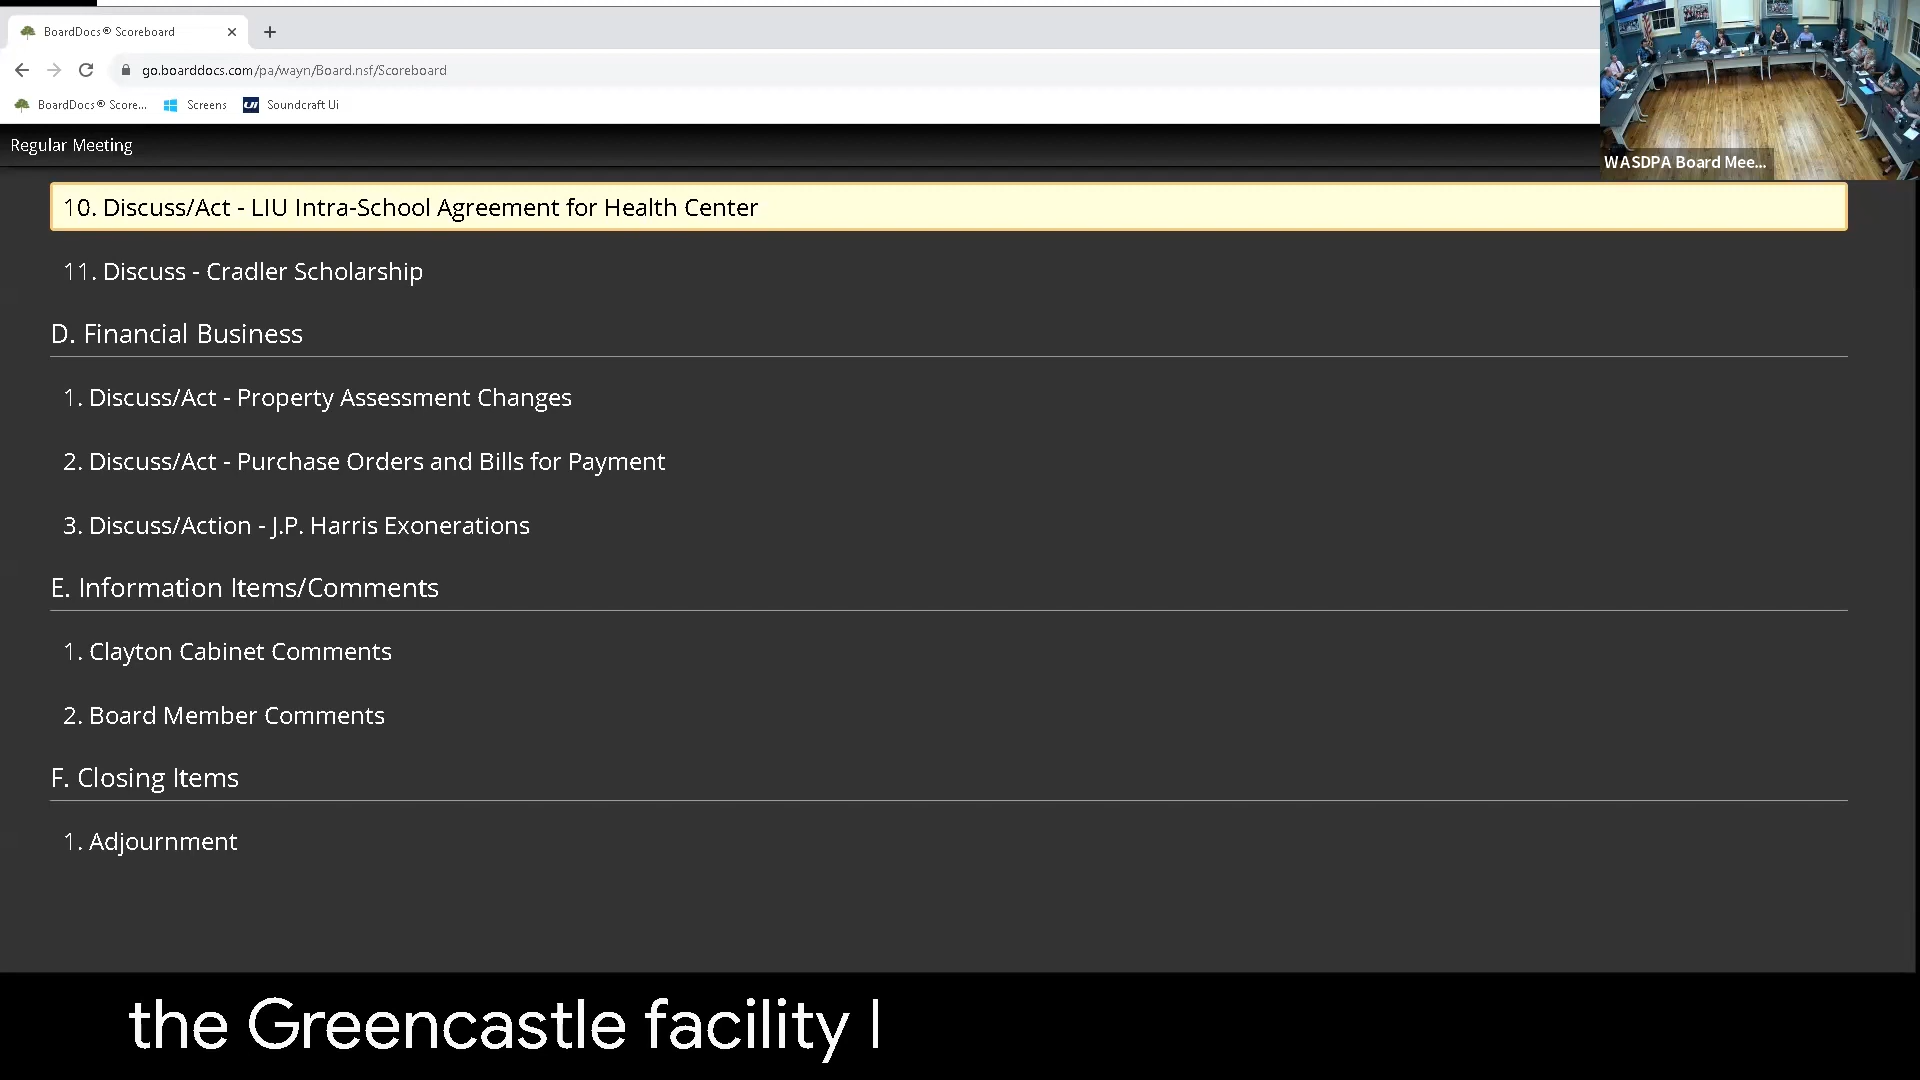 BoardDocs® Scoreboard
go.boarddocs.com/pa/wayn/Board.nsf/Scoreboard
BoardDocs® Score... Screens Soundcraft Ui
Regular Meeting
WASDPA Board Mee...
10. Discuss/Act - LIU Intra-School Agreement for Health Center
11. Discuss - Cradler Scholarship
D. Financial Business
1. Discuss/Act - Property Assessment Changes
2. Discuss/Act - Purchase Orders and Bills for Payment
3. Discuss/Action - J.P. Harris Exonerations
E. Information Items/Comments
1. Clayton Cabinet Comments
2. Board Member Comments
F. Closing Items
1. Adjournment
the Greencastle facility I